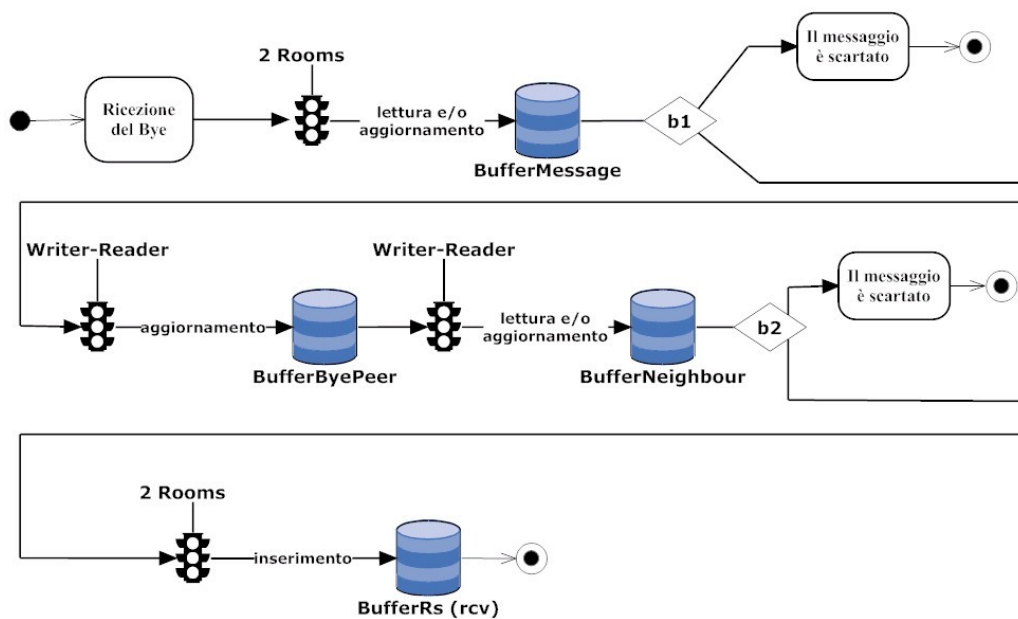 Il messaggio
è scartato
2 Rooms
Ricezione
del Bye
lettura e/o
aggiornamento
b1
BufferMessage
Writer-Reader
Writer-Reader
Il messaggio
è scartato
aggiornamento
lettura e/o
aggiornamento
b2
BufferByePeer
BufferNeighbour
2 Rooms
inserimento
BufferRs (rcv)